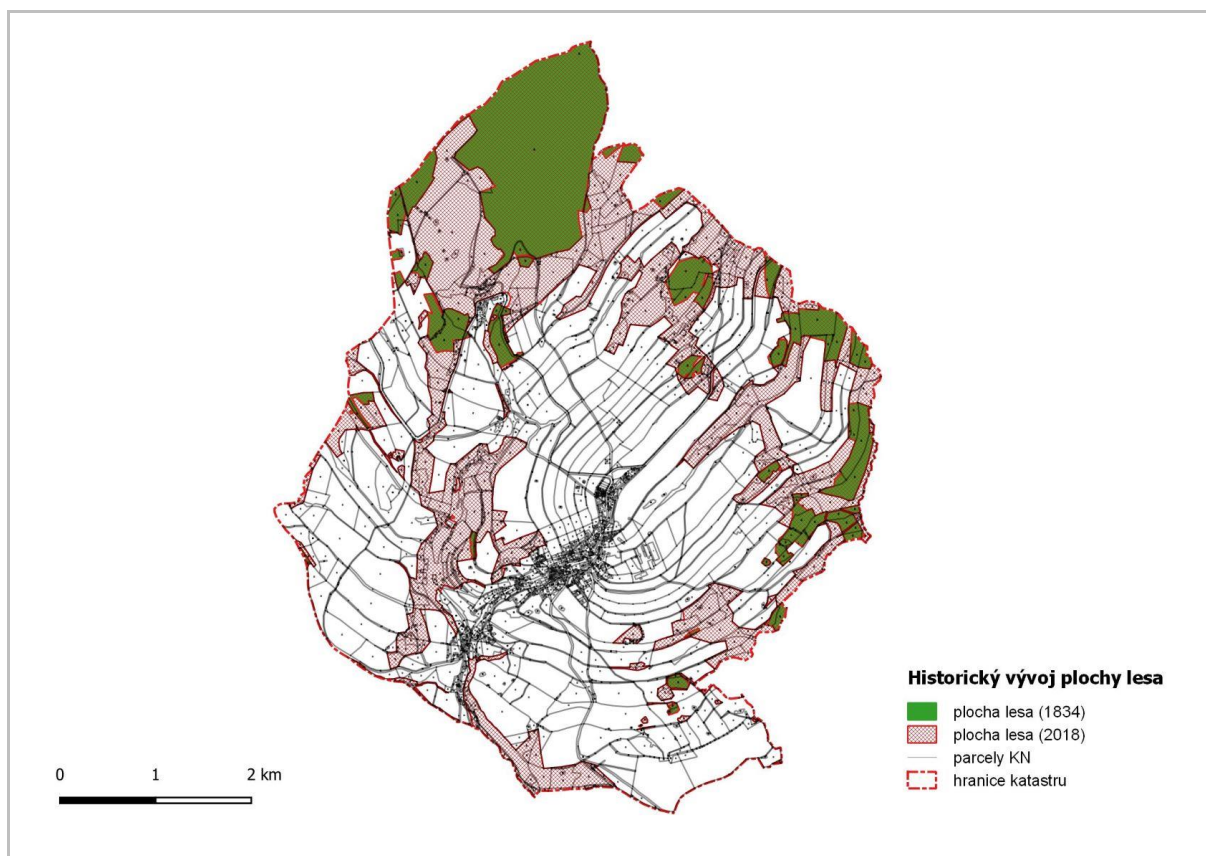 Historický vývoj plochy lesa
plocha lesa (1834)
plocha lesa (2018)
parcely KN
hranice katastru
0 1 2 km